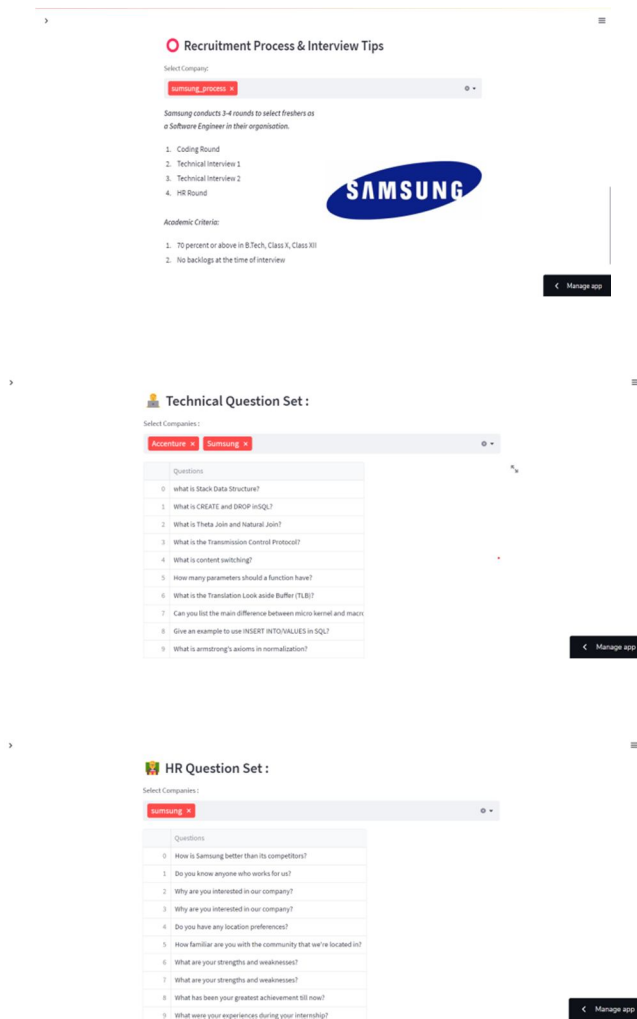 Recruitment Process & Interview Tips
Select Company:
sumsung_process ×
Samsung conducts 3-4 rounds to select freshers as
a Software Engineer in their organisation.
1. Coding Round
2. Technical Interview 1
3. Technical Interview 2
4. HR Round
SAMSUNG
Academic Criteria:
1. 70 percent or above in B.Tech, Class X, Class XII
2. No backlogs at the time of interview
Manage app
Technical Question Set :
Select Companies :
Accenture × Sumsung ×
Questions
0 what is Stack Data Structure?
1 What is CREATE and DROP inSQL?
2 What is Theta Join and Natural Join?
3 What is the Transmission Control Protocol?
4 What is content switching?
5 How many parameters should a function have?
6 What is the Translation Look aside Buffer (TLB)?
7 Can you list the main difference between micro kernel and macro
8 Give an example to use INSERT INTO/VALUES in SQL?
9 What is armstrong's axioms in normalization?
Manage app
HR Question Set :
Select Companies :
sumsung ×
Questions
0 How is Samsung better than its competitors?
1 Do you know anyone who works for us?
2 Why are you interested in our company?
3 Why are you interested in our company?
4 Do you have any location preferences?
5 How familiar are you with the community that we're located in?
6 What are your strengths and weaknesses?
7 What are your strengths and weaknesses?
8 What has been your greatest achievement till now?
9 What were your experiences during your internship?
Manage app